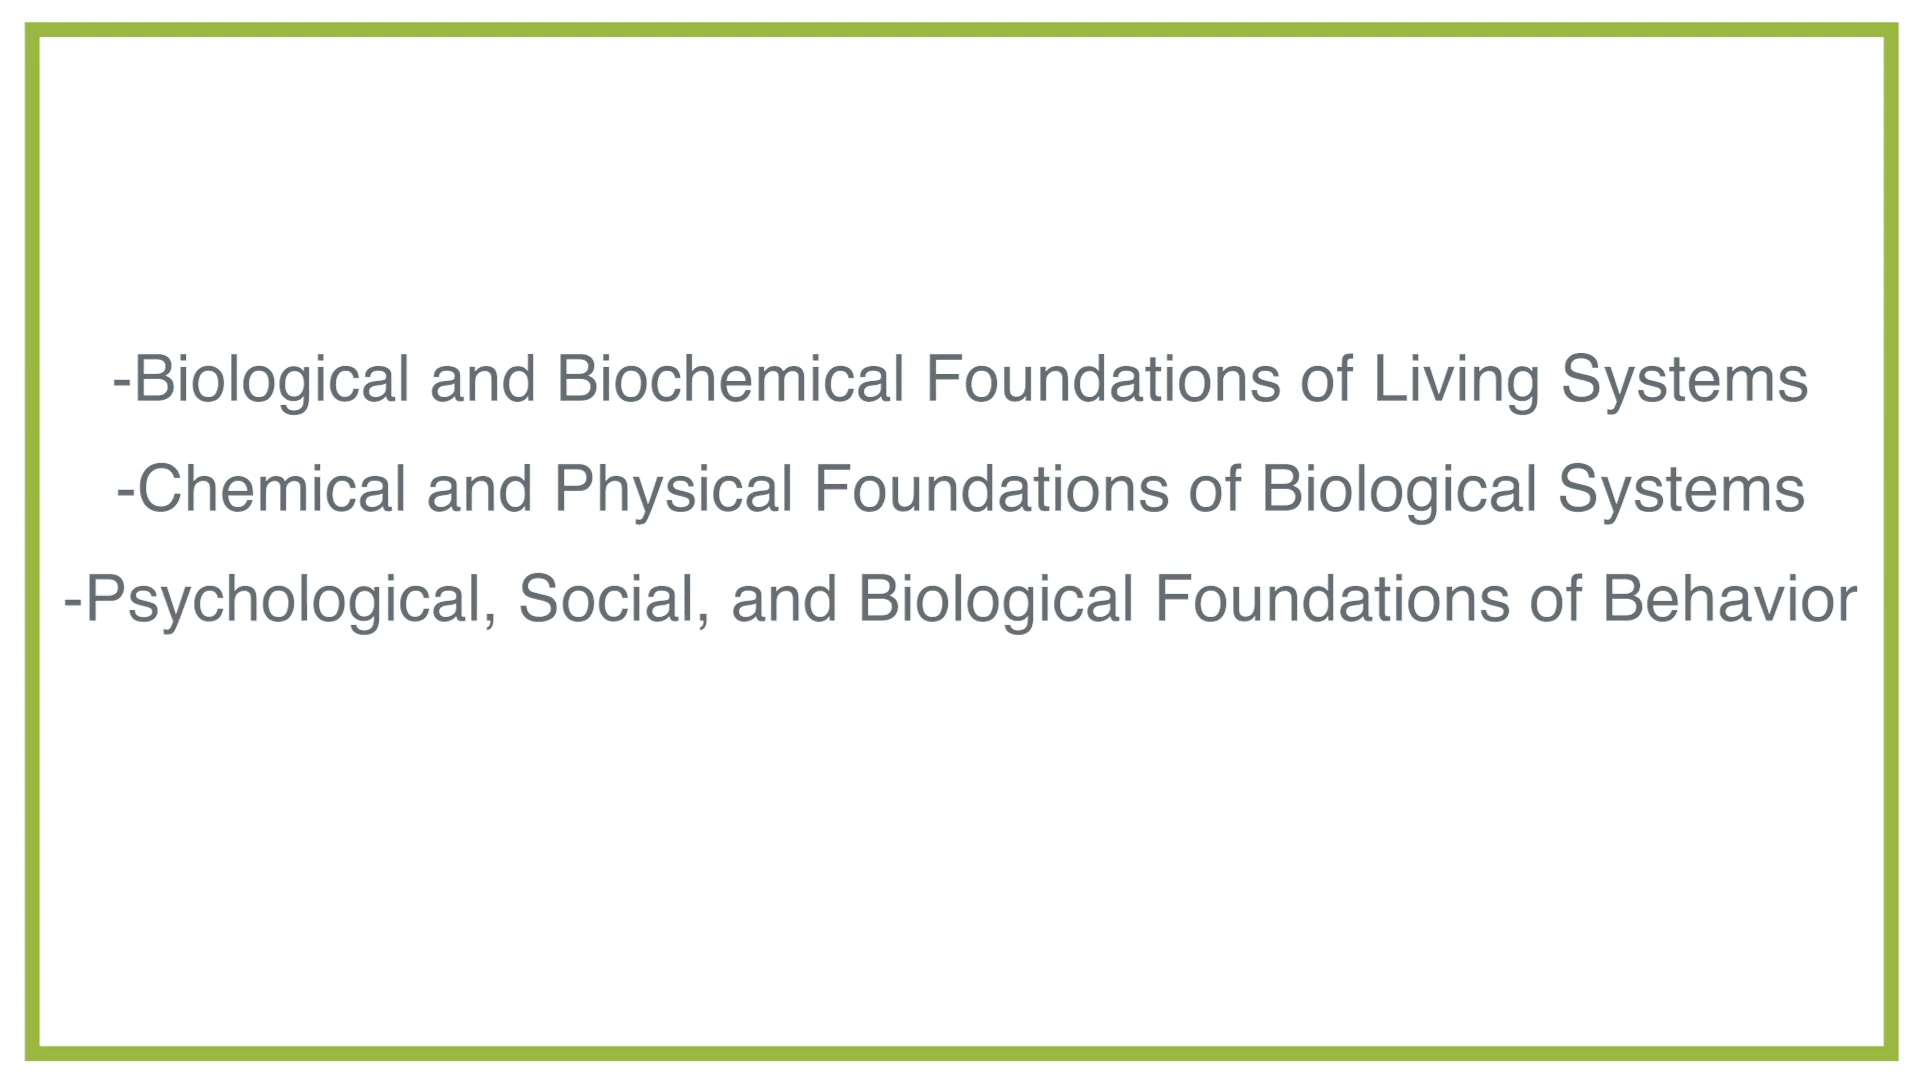 -Biological and Biochemical Foundations of Living Systems
-Chemical and Physical Foundations of Biological Systems
-Psychological, Social, and Biological Foundations of Behavior